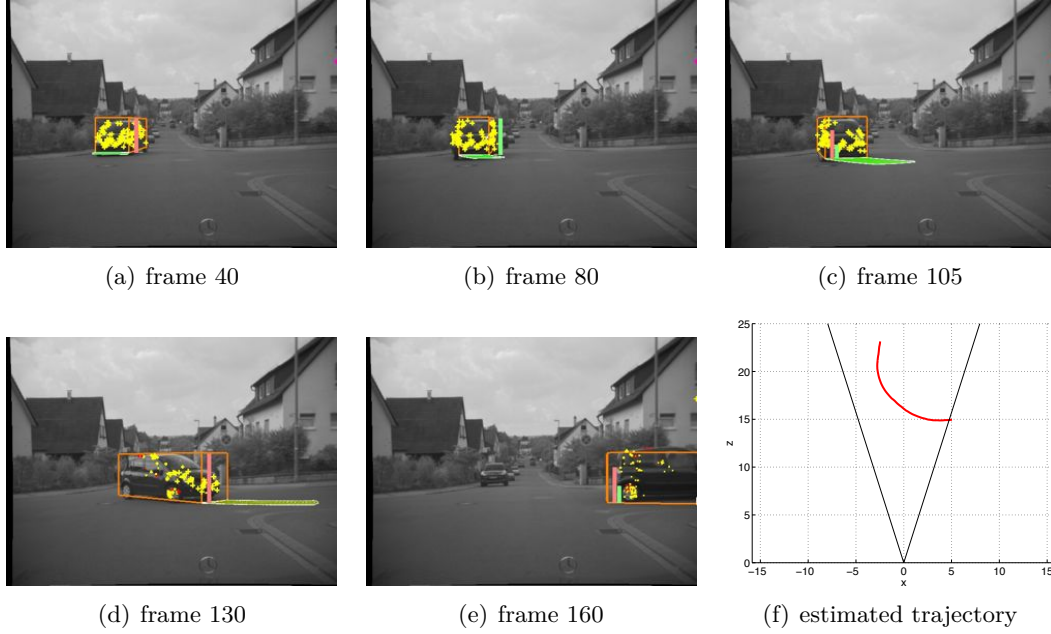 (a) frame 40
(b) frame 80
(c) frame 105
25
20
15
10
5
0
z
−15
−10
−5
0
5
10
15
x
(d) frame 130
(e) frame 160
(f) estimated trajectory